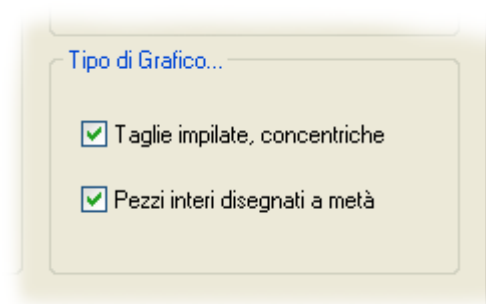 Tipo di Grafico...
Taglie impilate, concentriche
Pezzi interi disegnati a metà